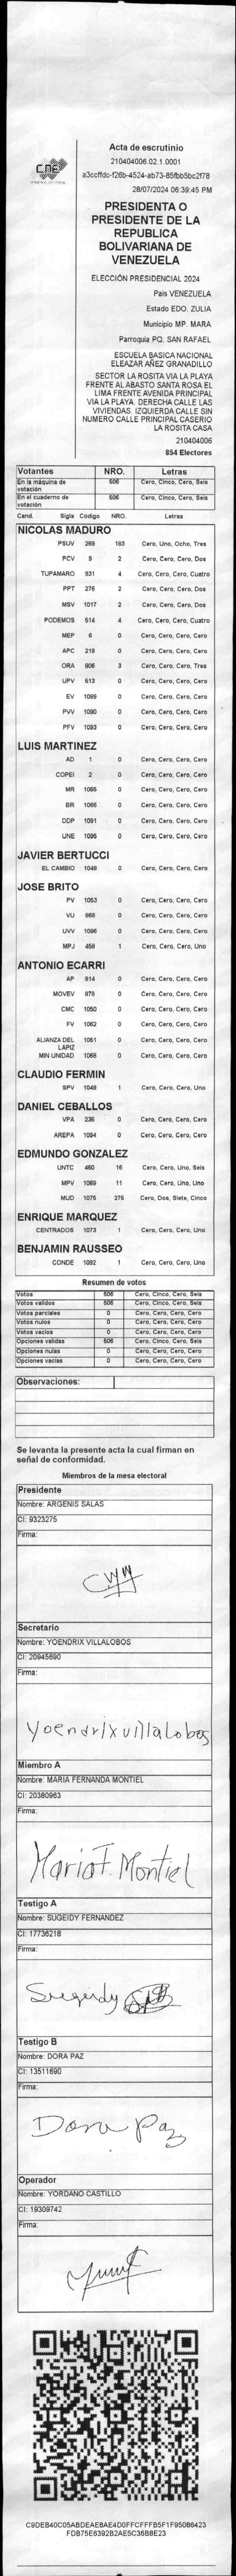 CNE
Acta de escrutinio
210404006.02.1.0001
a3ccffdc-f26b-4524-ab73-85fbb5bc2f78
28/07/2024 06:39:45 PM
PRESIDENTA O
PRESIDENTE DE LA
REPUBLICA
BOLIVARIANA DE
VENEZUELA
ELECCIÓN PRESIDENCIAL 2024
País VENEZUELA
Estado EDO. ZULIA
Municipio MP. MARA
Parroquia PQ. SAN RAFAEL
ESCUELA BASICA NACIONAL
ELEAZAR AÑEZ GRANADILLO
SECTOR LA ROSITA VIA LA PLAYA
FRENTE AL ABASTO SANTA ROSA EL
LIMA FRENTE AVENIDA PRINCIPAL
VIA LA PLAYA. DERECHA CALLE LAS
VIVIENDAS. IZQUIERDA CALLE SIN
NUMERO CALLE PRINCIPAL CASERIO
LA ROSITA CASA
210404006
854 Electores
Votantes NRO. Letras
En la máquina de votación 506 Cero, Cinco, Cero, Seis
En el cuaderno de votación 506 Cero, Cinco, Cero, Seis
Cand. Sigla Código NRO. Letras
NICOLAS MADURO
PSUV 269 183 Cero, Uno, Ocho, Tres
PCV 9 2 Cero, Cero, Cero, Dos
TUPAMARO 931 4 Cero, Cero, Cero, Cuatro
PPT 276 2 Cero, Cero, Cero, Dos
MSV 1017 2 Cero, Cero, Cero, Dos
PODEMOS 514 4 Cero, Cero, Cero, Cuatro
MEP 6 0 Cero, Cero, Cero, Cero
APC 219 0 Cero, Cero, Cero, Cero
ORA 908 3 Cero, Cero, Cero, Tres
UPV 613 0 Cero, Cero, Cero, Cero
EV 1089 0 Cero, Cero, Cero, Cero
PVV 1090 0 Cero, Cero, Cero, Cero
PFV 1093 0 Cero, Cero, Cero, Cero
LUIS MARTINEZ
AD 1 0 Cero, Cero, Cero, Cero
COPEI 2 0 Cero, Cero, Cero, Cero
MR 1065 0 Cero, Cero, Cero, Cero
BR 1066 0 Cero, Cero, Cero, Cero
DDP 1091 0 Cero, Cero, Cero, Cero
UNE 1095 0 Cero, Cero, Cero, Cero
JAVIER BERTUCCI
EL CAMBIO 1048 0 Cero, Cero, Cero, Cero
JOSE BRITO
PV 1053 0 Cero, Cero, Cero, Cero
VU 868 0 Cero, Cero, Cero, Cero
UVV 1096 0 Cero, Cero, Cero, Cero
MPJ 458 1 Cero, Cero, Cero, Uno
ANTONIO ECARRI
AP 814 0 Cero, Cero, Cero, Cero
MOVEV 879 0 Cero, Cero, Cero, Cero
CMC 1050 0 Cero, Cero, Cero, Cero
FV 1062 0 Cero, Cero, Cero, Cero
ALIANZA DEL LAPIZ 1051 0 Cero, Cero, Cero, Cero
MIN UNIDAD 1068 0 Cero, Cero, Cero, Cero
CLAUDIO FERMIN
SPV 1049 1 Cero, Cero, Cero, Uno
DANIEL CEBALLOS
VPA 236 0 Cero, Cero, Cero, Cero
AREPA 1094 0 Cero, Cero, Cero, Cero
EDMUNDO GONZALEZ
UNTC 460 16 Cero, Cero, Uno, Seis
MPV 1069 11 Cero, Cero, Uno, Uno
MUD 1075 275 Cero, Dos, Siete, Cinco
ENRIQUE MARQUEZ
CENTRADOS 1073 1 Cero, Cero, Cero, Uno
BENJAMIN RAUSSEO
CONDE 1092 1 Cero, Cero, Cero, Uno
Resumen de votos
Votos 506 Cero, Cinco, Cero, Seis
Votos validos 506 Cero, Cinco, Cero, Seis
Votos parciales 0 Cero, Cero, Cero, Cero
Votos nulos 0 Cero, Cero, Cero, Cero
Votos vacios 0 Cero, Cero, Cero, Cero
Opciones validas 506 Cero, Cinco, Cero, Seis
Opciones nulas 0 Cero, Cero, Cero, Cero
Opciones vacias 0 Cero, Cero, Cero, Cero
Observaciones:
Se levanta la presente acta la cual firman en
señal de conformidad.
Miembros de la mesa electoral
Presidente
Nombre: ARGENIS SALAS
CI: 9323275
Firma:
Secretario
Nombre: YOENDRIX VILLALOBOS
CI: 20945690
Firma:
Yoendrix villalobos
Miembro A
Nombre: MARIA FERNANDA MONTIEL
CI: 20380963
Firma:
Maria F. Montiel
Testigo A
Nombre: SUGEIDY FERNANDEZ
CI: 17736218
Firma:
Sugeidy
Testigo B
Nombre: DORA PAZ
CI: 13511690
Firma:
Dora Paz
Operador
Nombre: YORDANO CASTILLO
CI: 19309742
Firma:
C9DEB40C05ABDEAE8AE4D0FFCFFFB5F1F95086423
FDB75E6392B2AE5C36B8E23